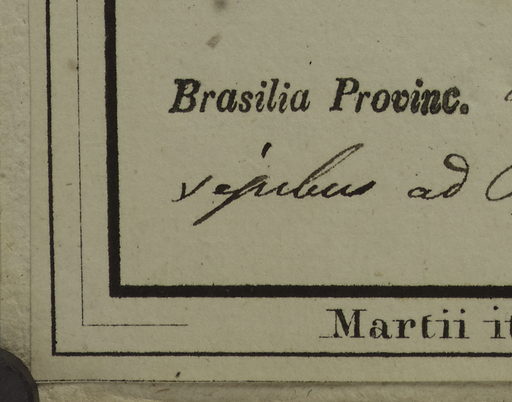 Brasilia Provinc.
sepibus ad
Martii it